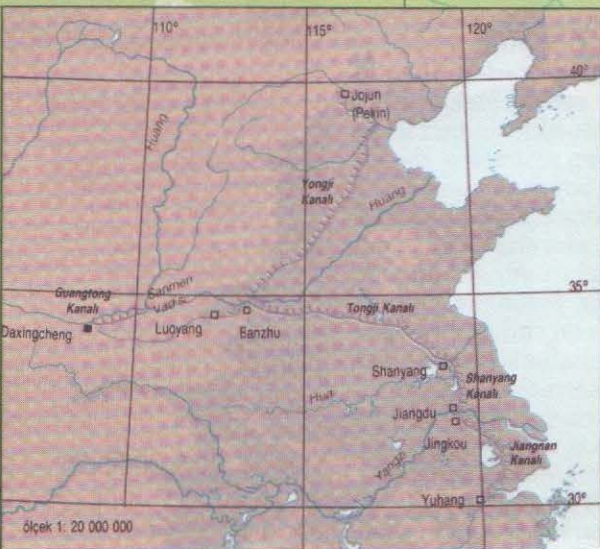 110°
115°
120°
40°
Jojun
(Pekin)
Huang
Yongji
Kanalı
Huang
35°
Guangtong
Kanalı
Sanmen
Tongji Kanalı
Daxingcheng
Luoyang
Banzhu
Shanyang
Shanyang
Kanalı
Huai
Jiangdu
Jingkou
Jiangnan
Kanalı
Yangzi
Yuhang
30°
ölçek 1: 20 000 000